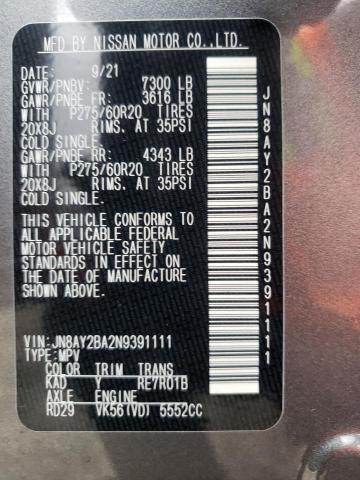 MFD BY NISSAN MOTOR CO.,LTD.
DATE: 9/21
GVWR/PNBV: 7300 LB
GAWR/PNBE FR: 3616 LB
WITH P275/60R20 TIRES
20X8J RIMS. AT 35PSI
COLD SINGLE.
GAWR/PNBE RR: 4343 LB
WITH P275/60R20 TIRES
20X8J RIMS. AT 35PSI
COLD SINGLE.
THIS VEHICLE CONFORMS TO
ALL APPLICABLE FEDERAL
MOTOR VEHICLE SAFETY
STANDARDS IN EFFECT ON
THE DATE OF MANUFACTURE
SHOWN ABOVE.
VIN:JN8AY2BA2N9391111
TYPE:MPV
COLOR TRIM TRANS
KAD Y RE7R01B
AXLE ENGINE
RD29 VK56(VD) 5552CC
JN8AY2BA2N9391111